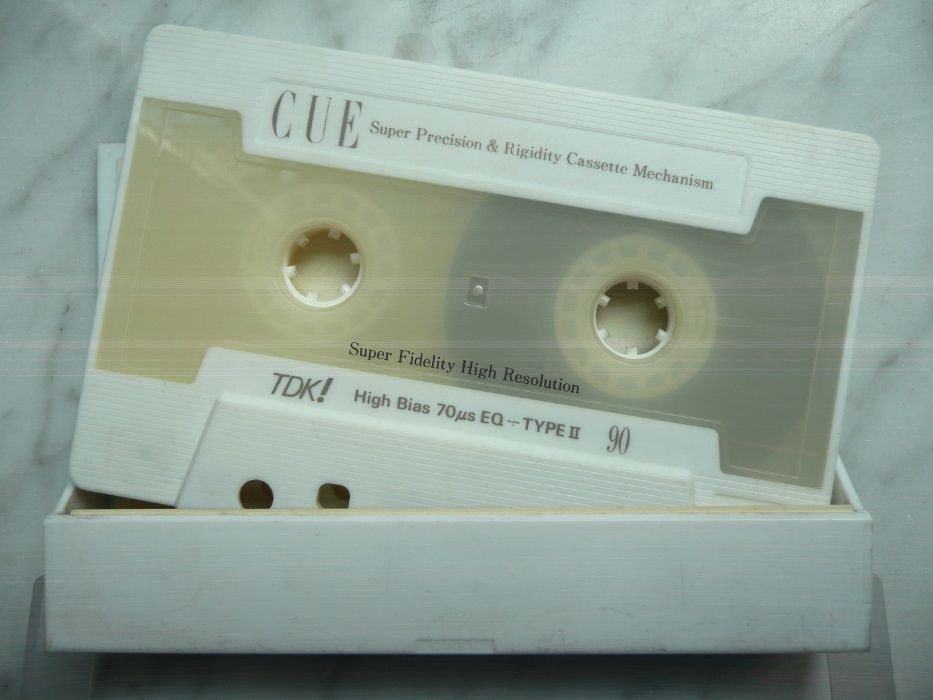 CUE Super Precision & Rigidity Cassette Mechanism
Super Fidelity High Resolution
TDK! High Bias 70μs EQ–TYPE II 90